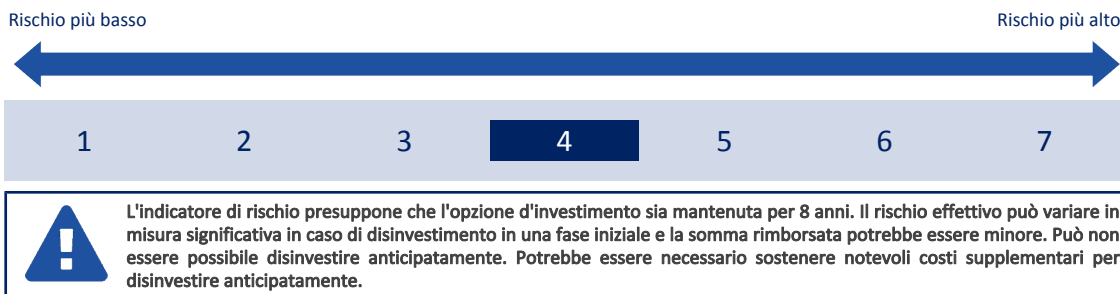 Rischio più basso Rischio più alto
1 2 3 4 5 6 7
L'indicatore di rischio presuppone che l'opzione d'investimento sia mantenuta per 8 anni. Il rischio effettivo può variare in
misura significativa in caso di disinvestimento in una fase iniziale e la somma rimborsata potrebbe essere minore. Può non
essere possibile disinvestire anticipatamente. Potrebbe essere necessario sostenere notevoli costi supplementari per
disinvestire anticipatamente.